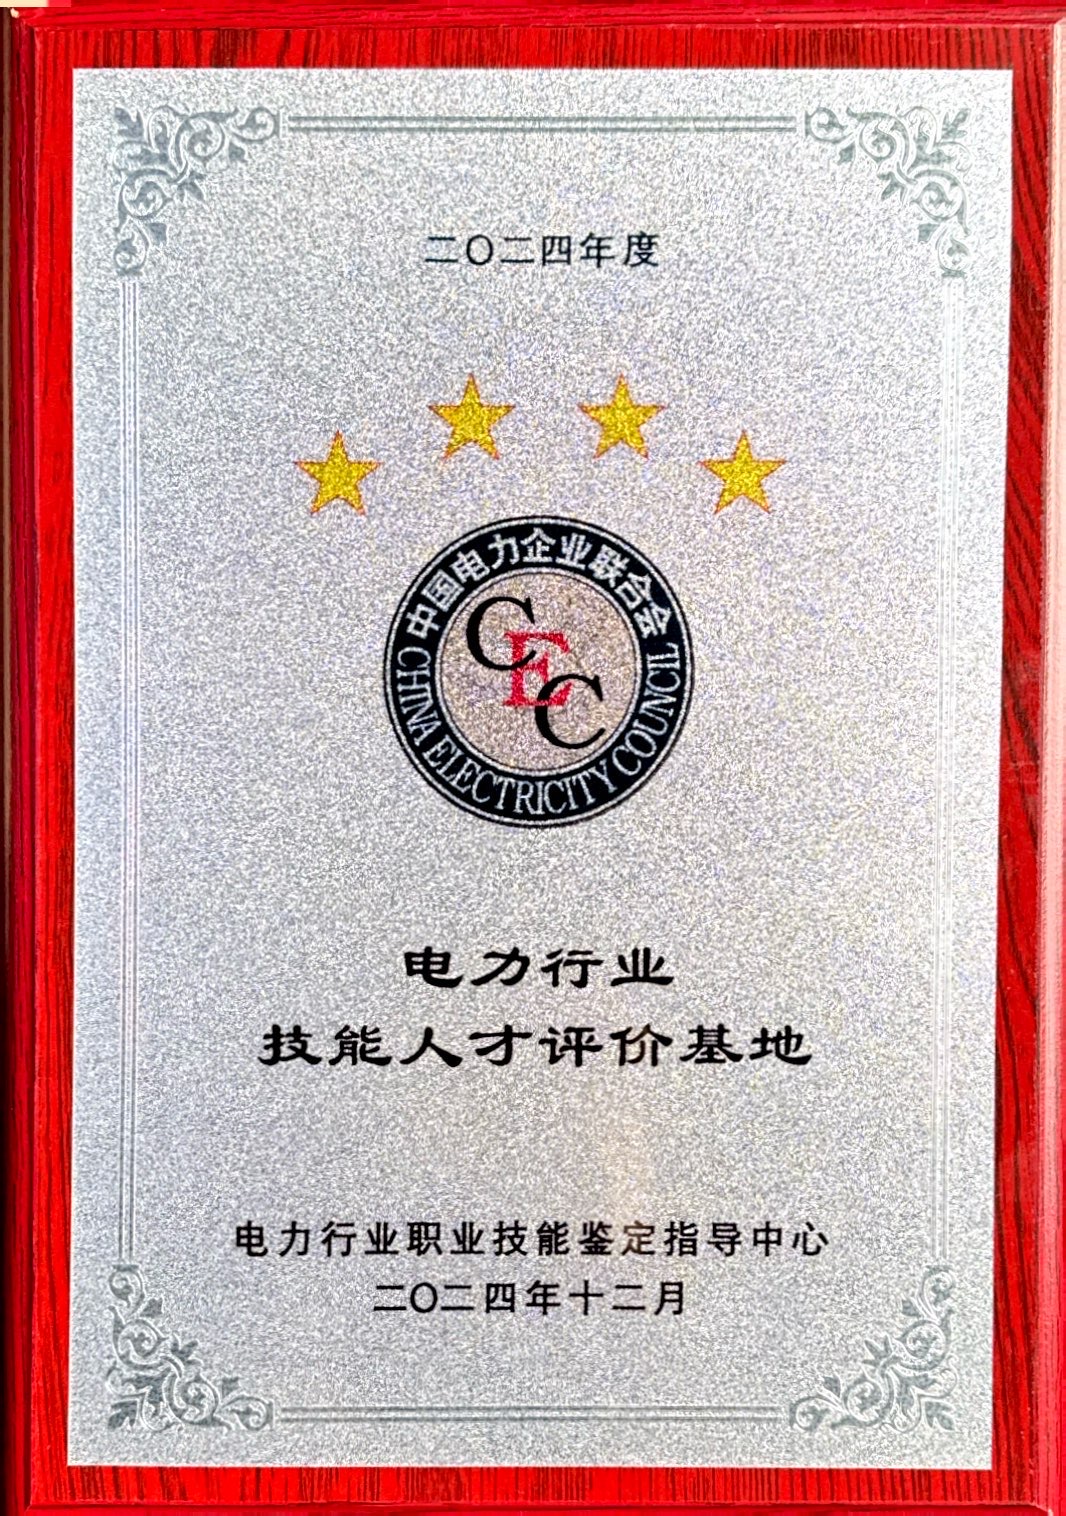 二〇二四年度
中国电力企业联合会
CEC
CHINA ELECTRICITY COUNCIL
电力行业
技能人才评价基地
电力行业职业技能鉴定指导中心
二〇二四年十二月